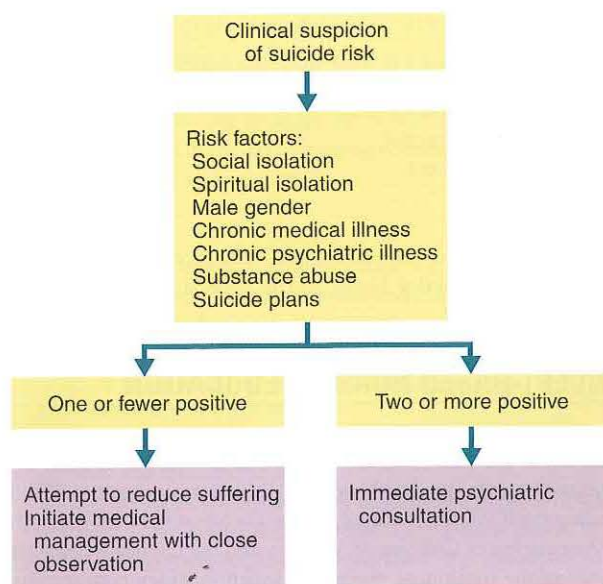 Clinical suspicion
of suicide risk
Risk factors:
Social isolation
Spiritual isolation
Male gender
Chronic medical illness
Chronic psychiatric illness
Substance abuse
Suicide plans
One or fewer positive
Two or more positive
Attempt to reduce suffering
Initiate medical
management with close
observation
Immediate psychiatric
consultation